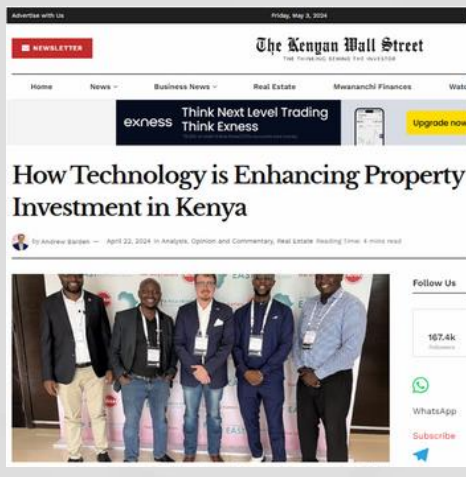 Advertise with Us
Friday, May 3, 2024
NEWSLETTER
The Kenyan Wall Street
THE THINKING BEHIND THE INVESTOR
Home News Business News Real Estate Mwananchi Finances Watc
exness Think Next Level Trading
Think Exness
Upgrade now
How Technology is Enhancing Property
Investment in Kenya
by Andrew Barden — April 22, 2024 in Analysis, Opinion and Commentary, Real Estate Reading Time: 4 mins read
Follow Us
EAS
167.4k
Followers
EAST
WhatsApp
Subscribe